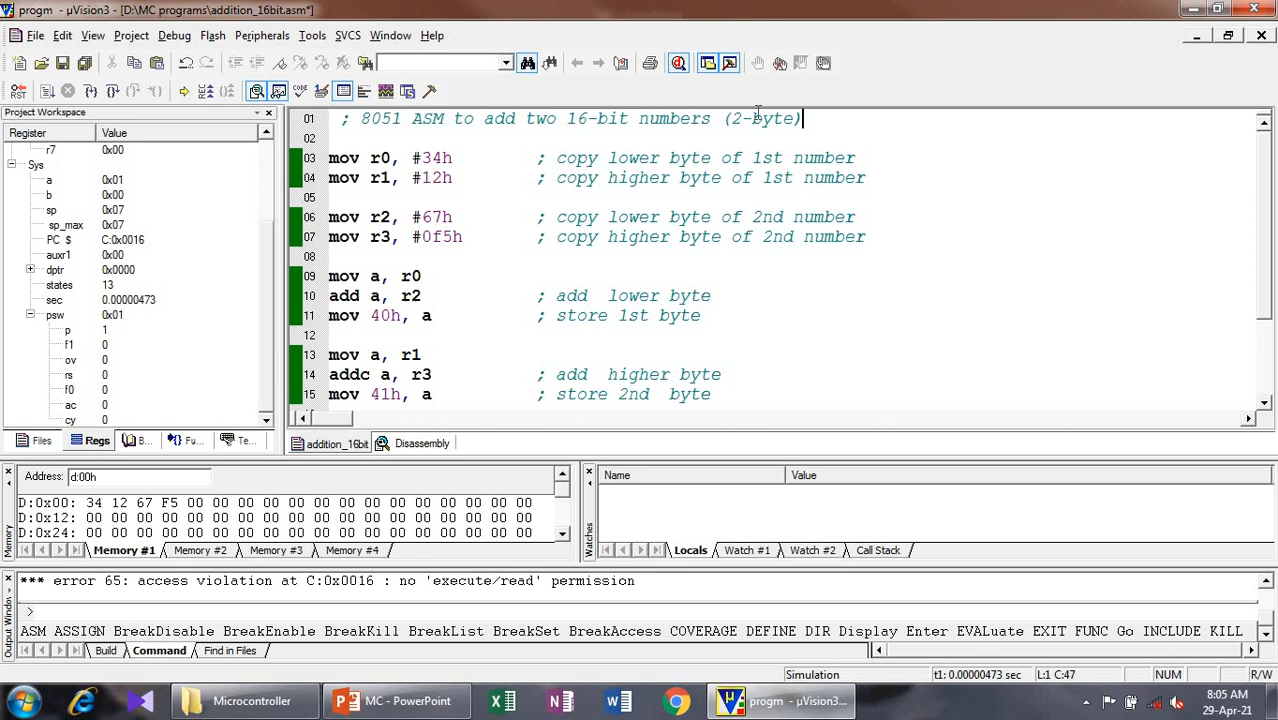 progm - µVision3 - [D:\MC programs\addition_16bit.asm*]
File Edit View Project Debug Flash Peripherals Tools SVCS Window Help
RST
CODE
Project Workspace
Register Value
r7 0x00
Sys
a 0x01
b 0x00
sp 0x07
sp_max 0x07
PC $ C:0x0016
auxr1 0x00
dptr 0x0000
states 13
sec 0.00000473
psw 0x01
p 1
f1 0
ov 0
rs 0
f0 0
ac 0
cy 0
Files Regs B... Fu... Te...
01 ; 8051 ASM to add two 16-bit numbers (2-byte)
02
03 mov r0, #34h ; copy lower byte of 1st number
04 mov r1, #12h ; copy higher byte of 1st number
05
06 mov r2, #67h ; copy lower byte of 2nd number
07 mov r3, #0f5h ; copy higher byte of 2nd number
08
09 mov a, r0
10 add a, r2 ; add lower byte
11 mov 40h, a ; store 1st byte
12
13 mov a, r1
14 addc a, r3 ; add higher byte
15 mov 41h, a ; store 2nd byte
addition_16bit Disassembly
Address: d:00h
D:0x00: 34 12 67 F5 00 00 00 00 00 00 00 00 00 00 00 00 00 00
D:0x12: 00 00 00 00 00 00 00 00 00 00 00 00 00 00 00 00 00 00
D:0x24: 00 00 00 00 00 00 00 00 00 00 00 00 00 00 00 00 00 00
Memory #1 Memory #2 Memory #3 Memory #4
Memory
Name Value
Locals Watch #1 Watch #2 Call Stack
Watches
*** error 65: access violation at C:0x0016 : no 'execute/read' permission
>
ASM ASSIGN BreakDisable BreakEnable BreakKill BreakList BreakSet BreakAccess COVERAGE DEFINE DIR Display Enter EVALuate EXIT FUNC Go INCLUDE KILL
Build Command Find in Files
Output Windo
Simulation t1: 0.00000473 sec L:1 C:47 NUM R/W
Microcontroller MC - PowerPoint progm - µVision3...
8:05 AM
29-Apr-21